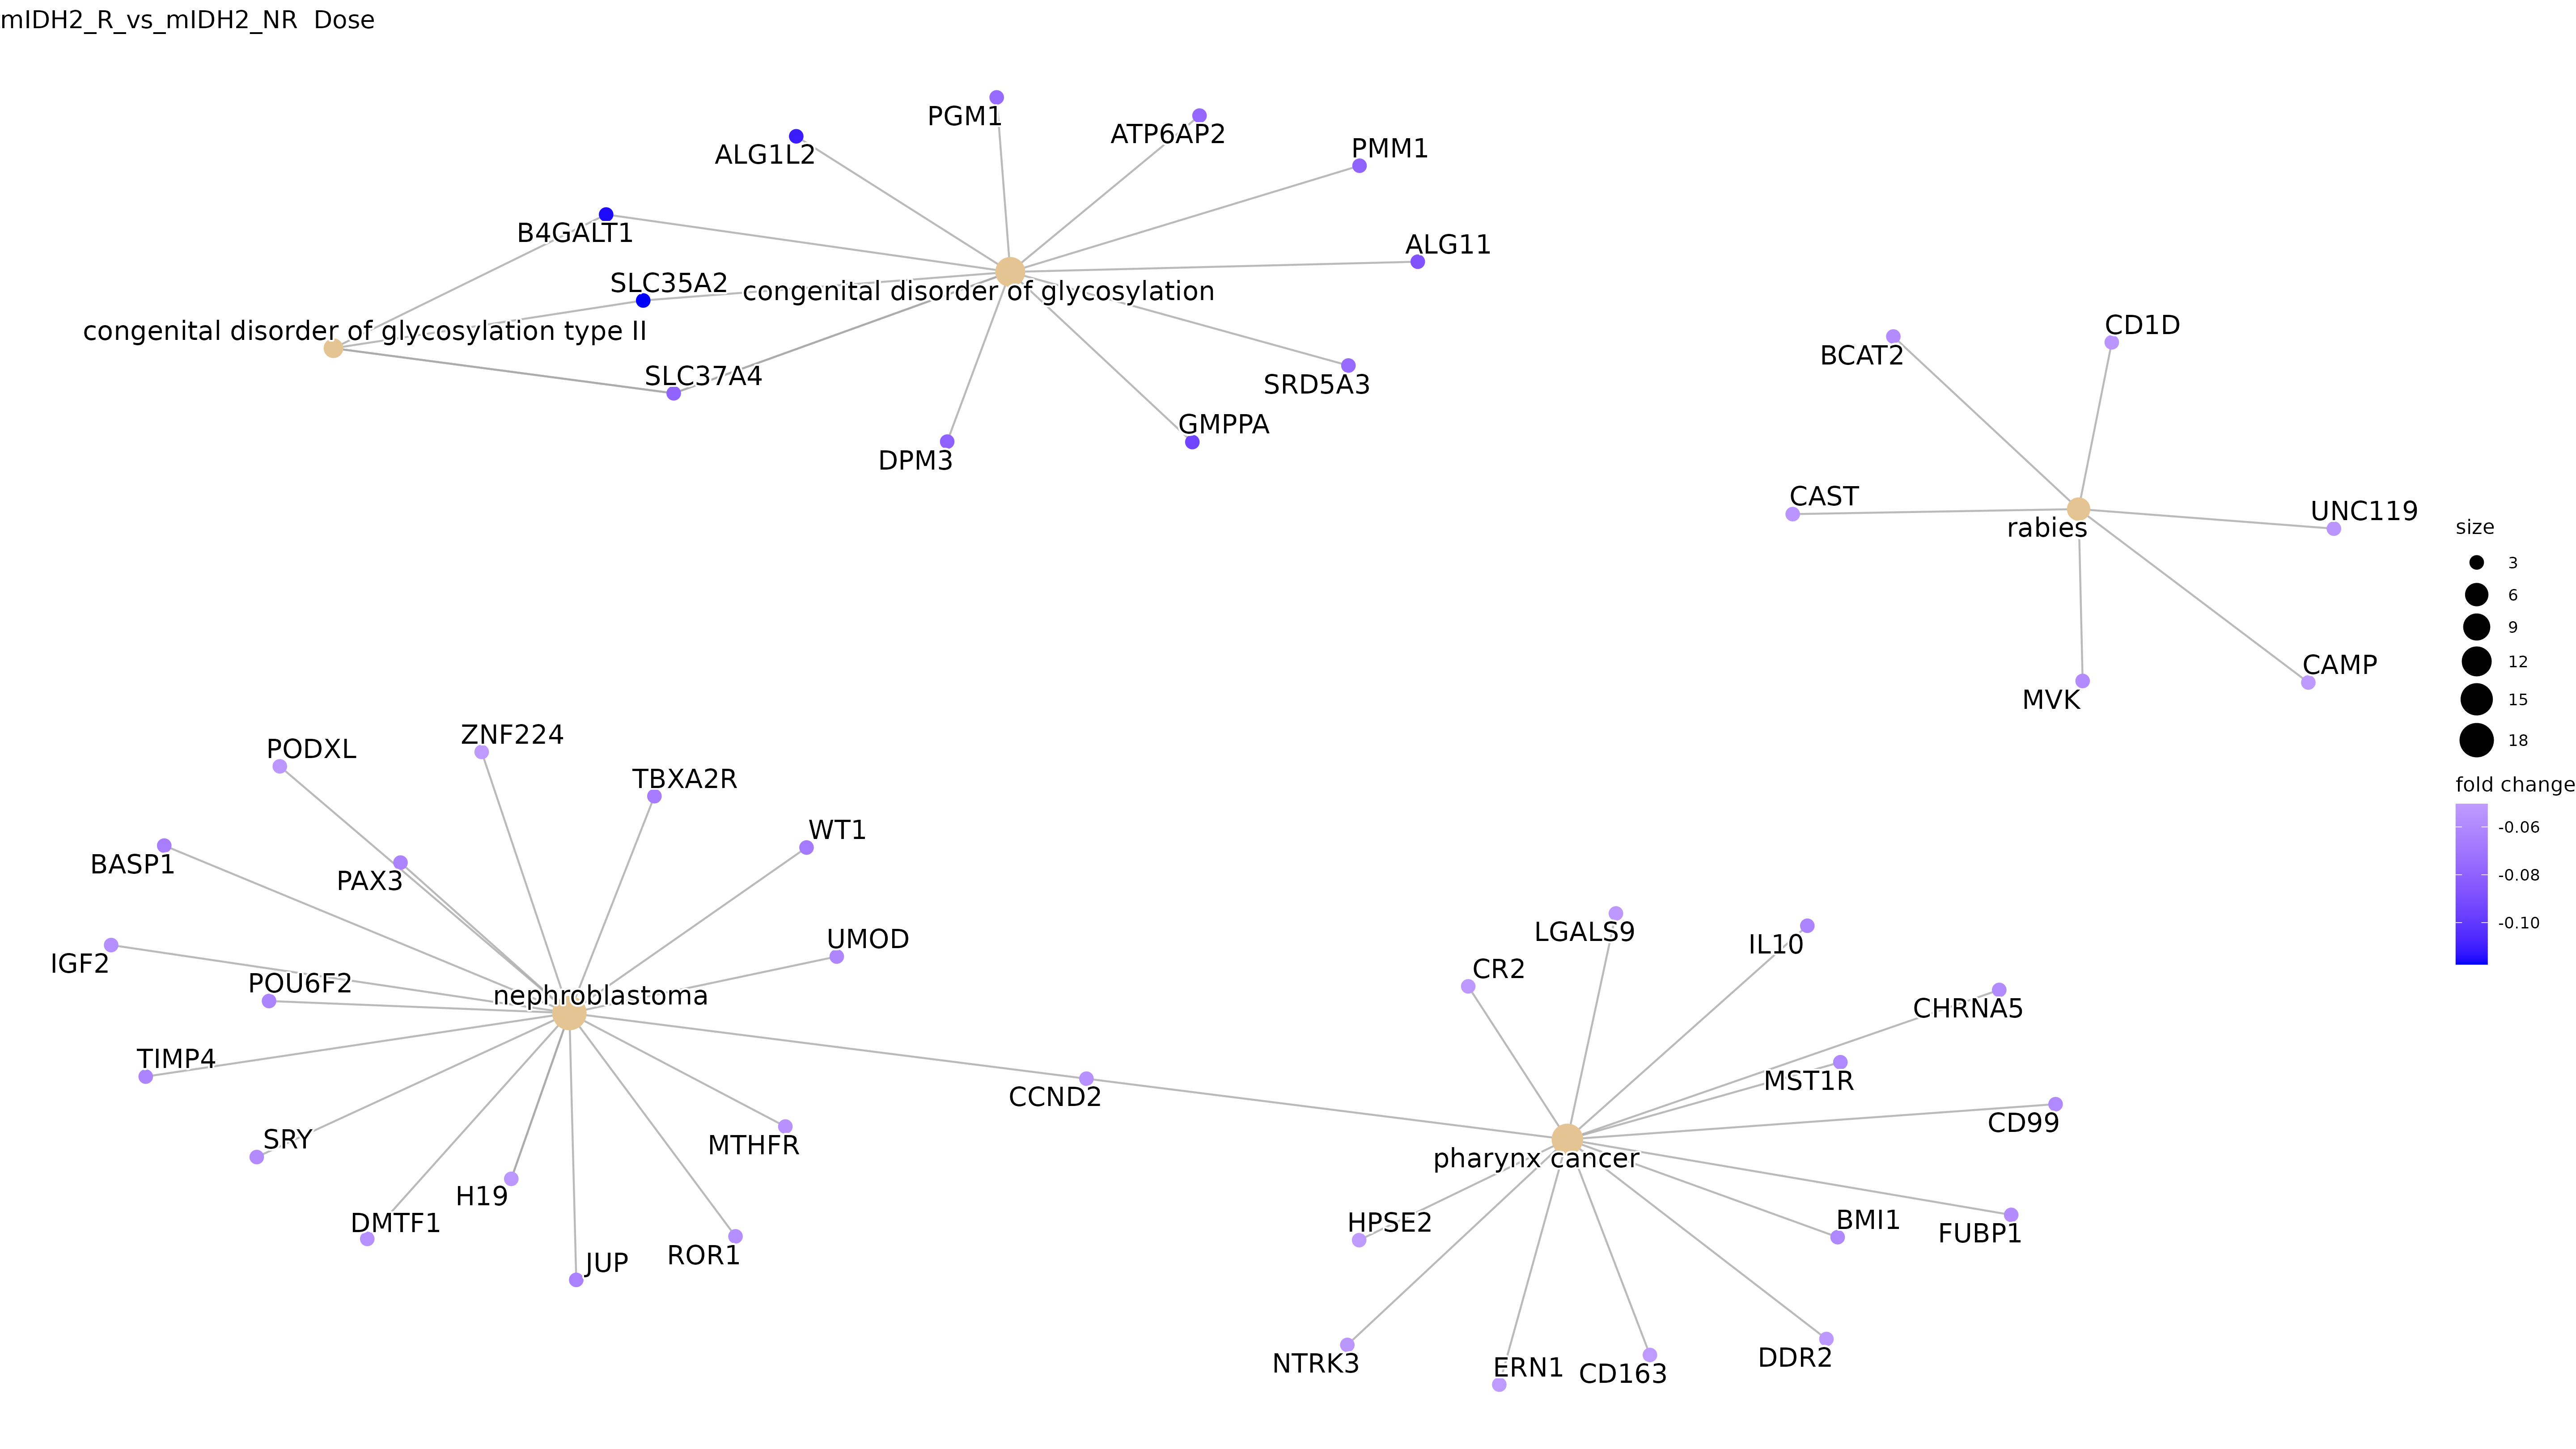 mIDH2_R_vs_mIDH2_NR  Dose
PGM1
ATP6AP2
ALG1L2
PMM1
B4GALT1
ALG11
SLC35A2
congenital disorder of glycosylation
congenital disorder of glycosylation type II
SLC37A4
SRD5A3
GMPPA
DPM3
CD1D
BCAT2
CAST
UNC119
rabies
CAMP
MVK
size
3
6
9
12
15
18
fold change
-0.06
-0.08
-0.10
ZNF224
PODXL
TBXA2R
WT1
BASP1
PAX3
UMOD
IGF2
POU6F2
nephroblastoma
TIMP4
CCND2
SRY
MTHFR
H19
DMTF1
ROR1
JUP
LGALS9
IL10
CR2
CHRNA5
MST1R
CD99
pharynx cancer
HPSE2
BMI1
FUBP1
NTRK3
ERN1
CD163
DDR2